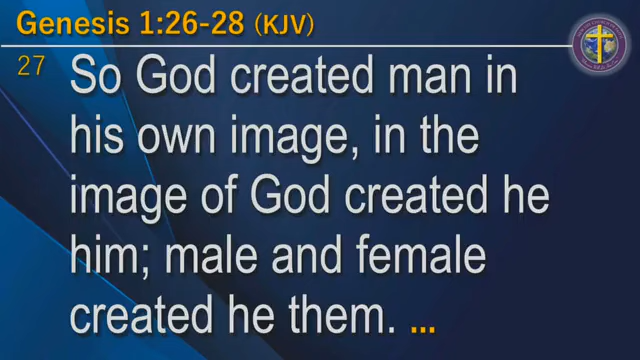 Genesis 1:26-28 (KJV)
27 So God created man in
his own image, in the
image of God created he
him; male and female
created he them. ...